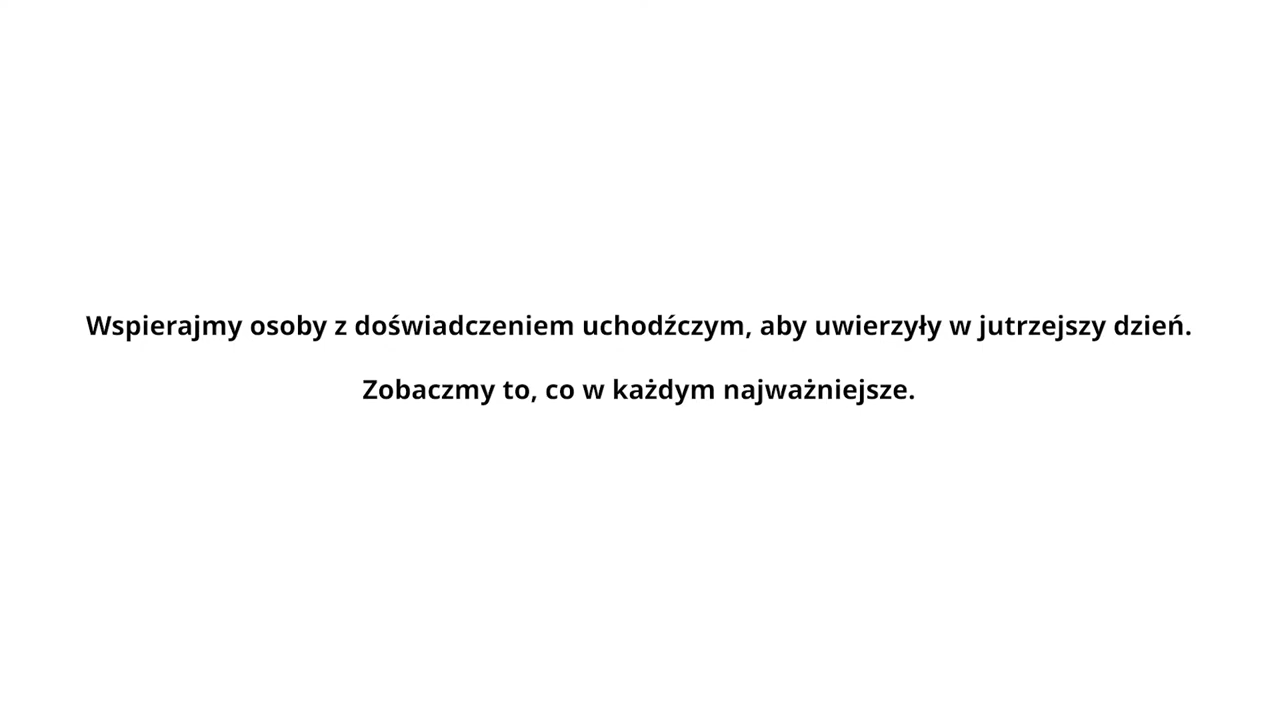 Wspierajmy osoby z doświadczeniem uchodźczym, aby uwierzyły w jutrzejszy dzień.
Zobaczmy to, co w każdym najważniejsze.